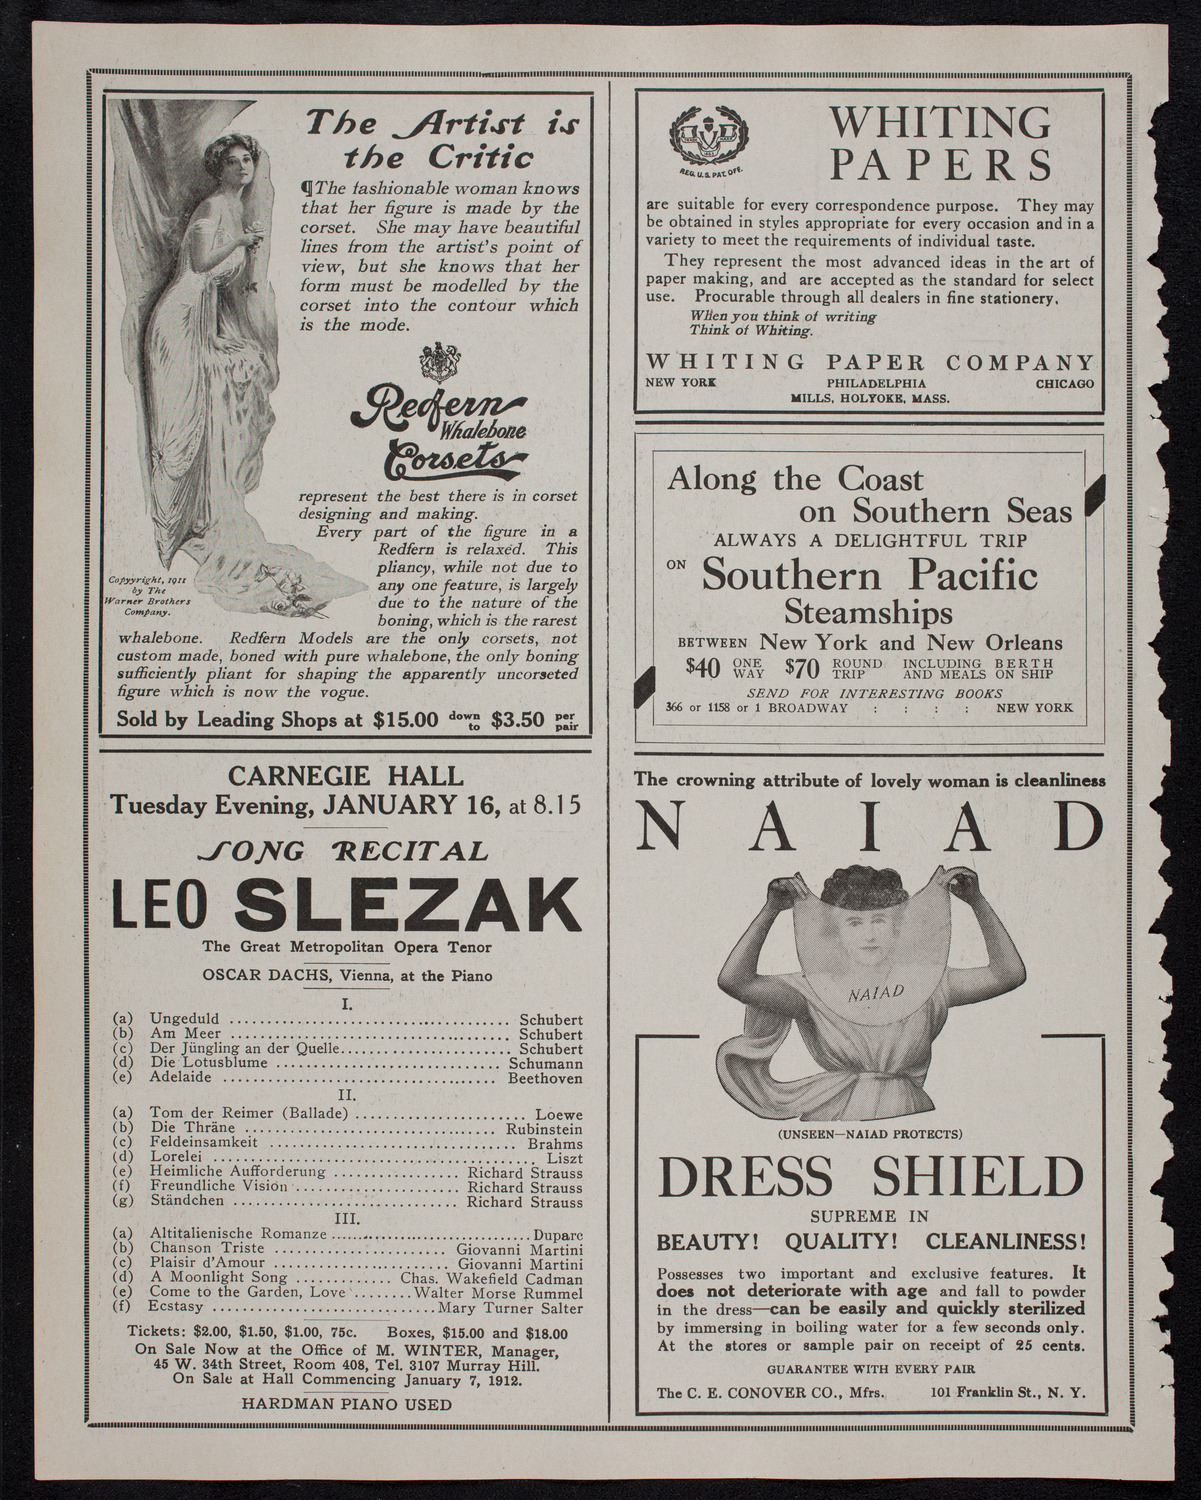 The Artist is
the Critic
¶The fashionable woman knows
that her figure is made by the
corset. She may have beautiful
lines from the artist's point of
view, but she knows that her
form must be modelled by the
corset into the contour which
is the mode.
Redfern
Whalebone
Corsets
represent the best there is in corset
designing and making.
Every part of the figure in a
Redfern is relaxed. This
pliancy, while not due to
any one feature, is largely
due to the nature of the
boning, which is the rarest
Copyright, 1911
by The
Warner Brothers
Company.
whalebone. Redfern Models are the only corsets, not
custom made, boned with pure whalebone, the only boning
sufficiently pliant for shaping the apparently uncorseted
figure which is now the vogue.
Sold by Leading Shops at $15.00 down to $3.50 per pair
CARNEGIE HALL
Tuesday Evening, JANUARY 16, at 8.15
SONG RECITAL
LEO SLEZAK
The Great Metropolitan Opera Tenor
OSCAR DACHS, Vienna, at the Piano
I.
(a) Ungeduld ........ Schubert
(b) Am Meer ........ Schubert
(c) Der Jüngling an der Quelle........ Schubert
(d) Die Lotusblume ........ Schumann
(e) Adelaide ........ Beethoven
II.
(a) Tom der Reimer (Ballade) ........ Loewe
(b) Die Thräne ........ Rubinstein
(c) Feldeinsamkeit ........ Brahms
(d) Lorelei ........ Liszt
(e) Heimliche Aufforderung ........ Richard Strauss
(f) Freundliche Vision ........ Richard Strauss
(g) Ständchen ........ Richard Strauss
III.
(a) Altitalienische Romanze ........ Duparc
(b) Chanson Triste ........ Giovanni Martini
(c) Plaisir d'Amour ........ Giovanni Martini
(d) A Moonlight Song ........ Chas. Wakefield Cadman
(e) Come to the Garden, Love ........ Walter Morse Rummel
(f) Ecstasy ........ Mary Turner Salter
Tickets: $2.00, $1.50, $1.00, 75c. Boxes, $15.00 and $18.00
On Sale Now at the Office of M. WINTER, Manager,
45 W. 34th Street, Room 408, Tel. 3107 Murray Hill.
On Sale at Hall Commencing January 7, 1912.
HARDMAN PIANO USED
REG. U.S. PAT. OFF.
WHITING
PAPERS
are suitable for every correspondence purpose. They may
be obtained in styles appropriate for every occasion and in a
variety to meet the requirements of individual taste.
They represent the most advanced ideas in the art of
paper making, and are accepted as the standard for select
use. Procurable through all dealers in fine stationery.
When you think of writing
Think of Whiting.
WHITING PAPER COMPANY
NEW YORK PHILADELPHIA CHICAGO
MILLS, HOLYOKE, MASS.
Along the Coast
on Southern Seas
ALWAYS A DELIGHTFUL TRIP
ON Southern Pacific
Steamships
BETWEEN New York and New Orleans
$40 ONE WAY $70 ROUND TRIP INCLUDING BERTH AND MEALS ON SHIP
SEND FOR INTERESTING BOOKS
366 or 1158 or 1 BROADWAY : : : : NEW YORK
The crowning attribute of lovely woman is cleanliness
NAIAD
NAIAD
(UNSEEN—NAIAD PROTECTS)
DRESS SHIELD
SUPREME IN
BEAUTY! QUALITY! CLEANLINESS!
Possesses two important and exclusive features. It
does not deteriorate with age and fall to powder
in the dress—can be easily and quickly sterilized
by immersing in boiling water for a few seconds only.
At the stores or sample pair on receipt of 25 cents.
GUARANTEE WITH EVERY PAIR
The C. E. CONOVER CO., Mfrs. 101 Franklin St., N. Y.